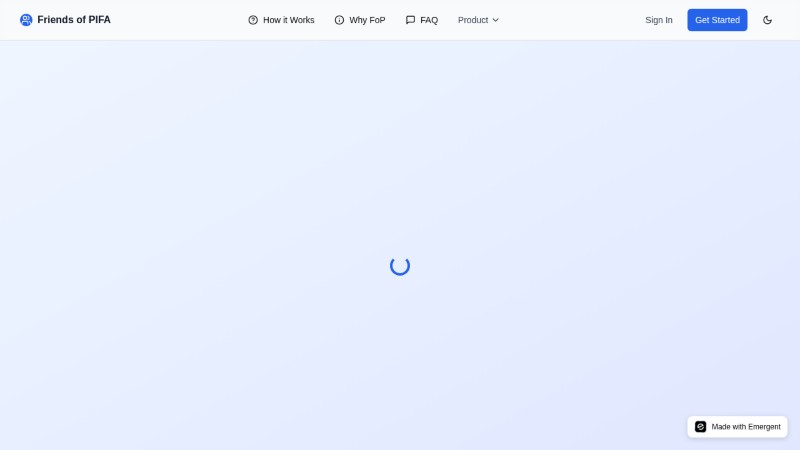 Friends of PIFA
How it Works
Why FoP
FAQ
Product
Sign In
Get Started
Made with Emergent